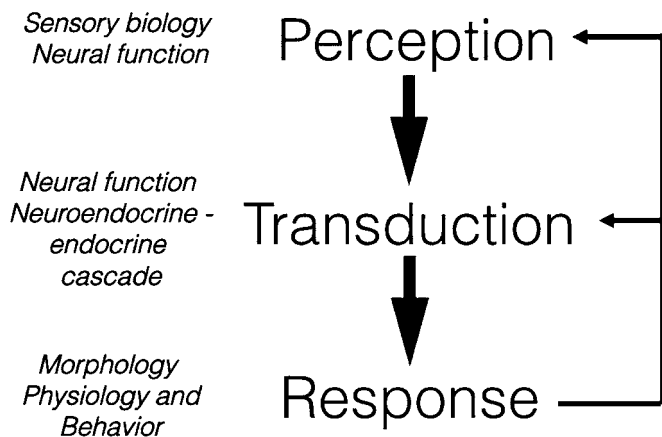 Sensory biology
Neural function
Perception
Neural function
Neuroendocrine -
endocrine
cascade
Transduction
Morphology
Physiology and
Behavior
Response